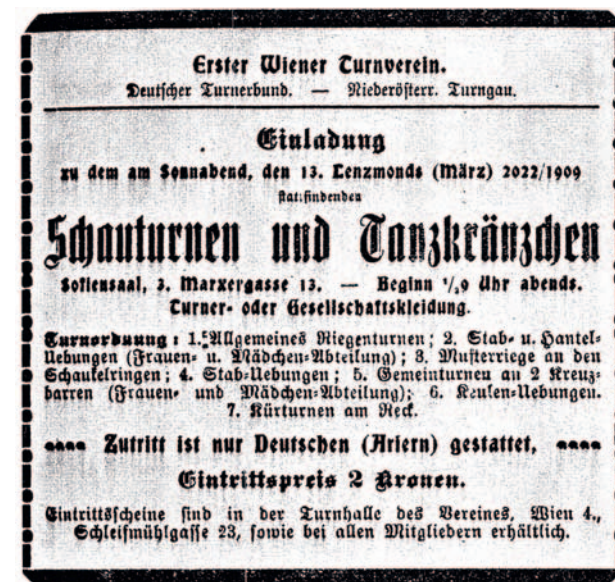 Erster Wiener Turnverein.
Deutscher Turnerbund. — Niederösterr. Turngau.
Einladung
zu dem am Sonnabend, den 13. Lenzmonds (März) 2022/1909
stattfindenden
Schauturnen und Tanzkränzchen
Sofiensaal, 3. Marxergasse 13. — Beginn ½9 Uhr abends.
Turner- oder Gesellschaftskleidung.
Turnordnung: 1. Allgemeines Riegenturnen; 2. Stab- u. Hantel-
Uebungen (Frauen- u. Mädchen-Abteilung); 3. Musterriege an den
Schaukelringen; 4. Stab-Uebungen; 5. Gemeinturnen an 2 Kreuz-
barren (Frauen- und Mädchen-Abteilung); 6. Keulen-Uebungen.
7. Kürturnen am Reck.
Zutritt ist nur Deutschen (Ariern) gestattet,
Eintrittspreis 2 Kronen.
Eintrittsscheine sind in der Turnhalle des Vereines, Wien 4.,
Schleifmühlgasse 23, sowie bei allen Mitgliedern erhältlich.